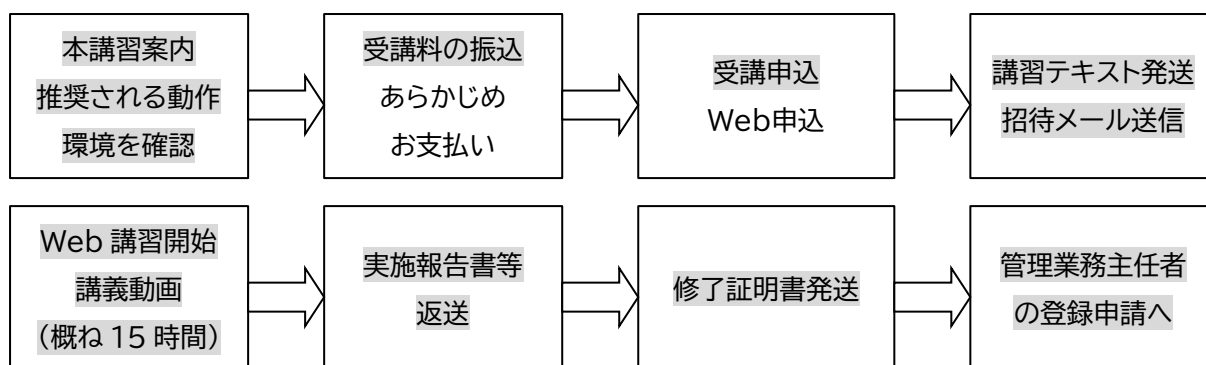 本講習案内
推奨される動作
環境を確認
受講料の振込
あらかじめ
お支払い
受講申込
Web申込
講習テキスト発送
招待メール送信
Web 講習開始
講義動画
（概ね 15 時間）
実施報告書等
返送
修了証明書発送
管理業務主任者
の登録申請へ